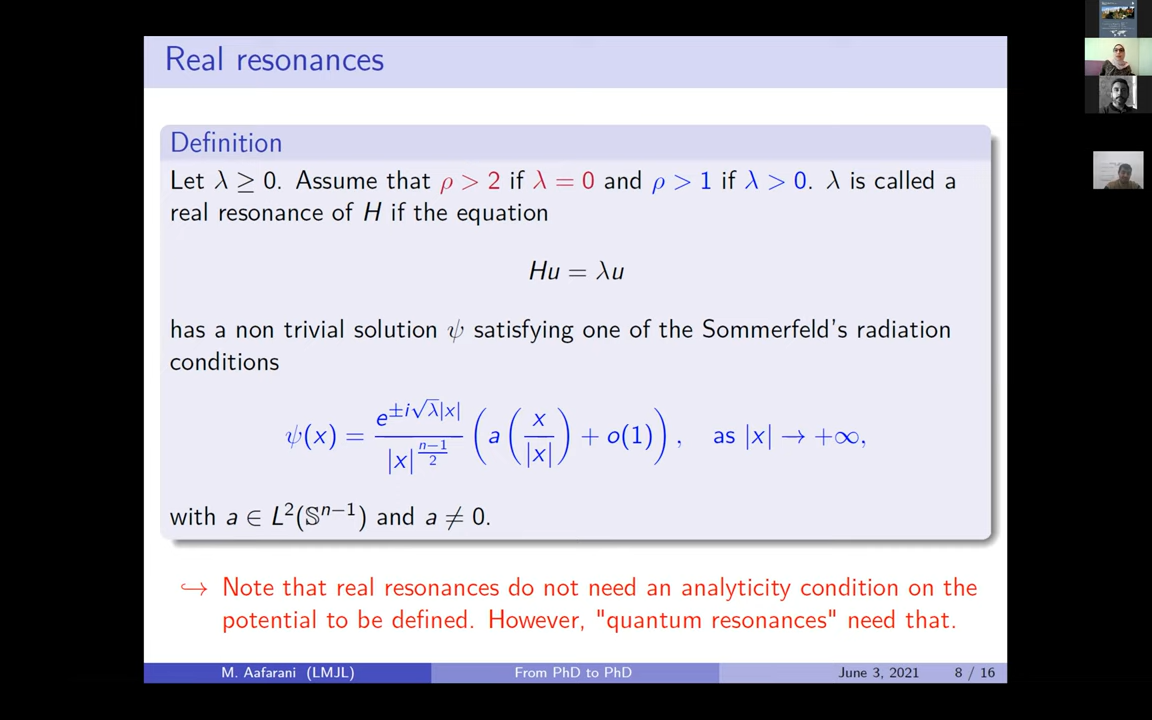 Real resonances
Definition
Let λ ≥ 0. Assume that ρ > 2 if λ = 0 and ρ > 1 if λ > 0. λ is called a
real resonance of H if the equation
Hu = λu
has a non trivial solution ψ satisfying one of the Sommerfeld's radiation
conditions
ψ(x) = \frac{e^{±i√λ|x|}}{|x|^{\frac{n−1}{2}}} ( a ( \frac{x}{|x|} ) + o(1) ) , as |x| → +∞,
with a ∈ L²(𝕊ⁿ⁻¹) and a ≠ 0.
↪ Note that real resonances do not need an analyticity condition on the
potential to be defined. However, "quantum resonances" need that.
M. Aafarani (LMJL) From PhD to PhD June 3, 2021 8 / 16